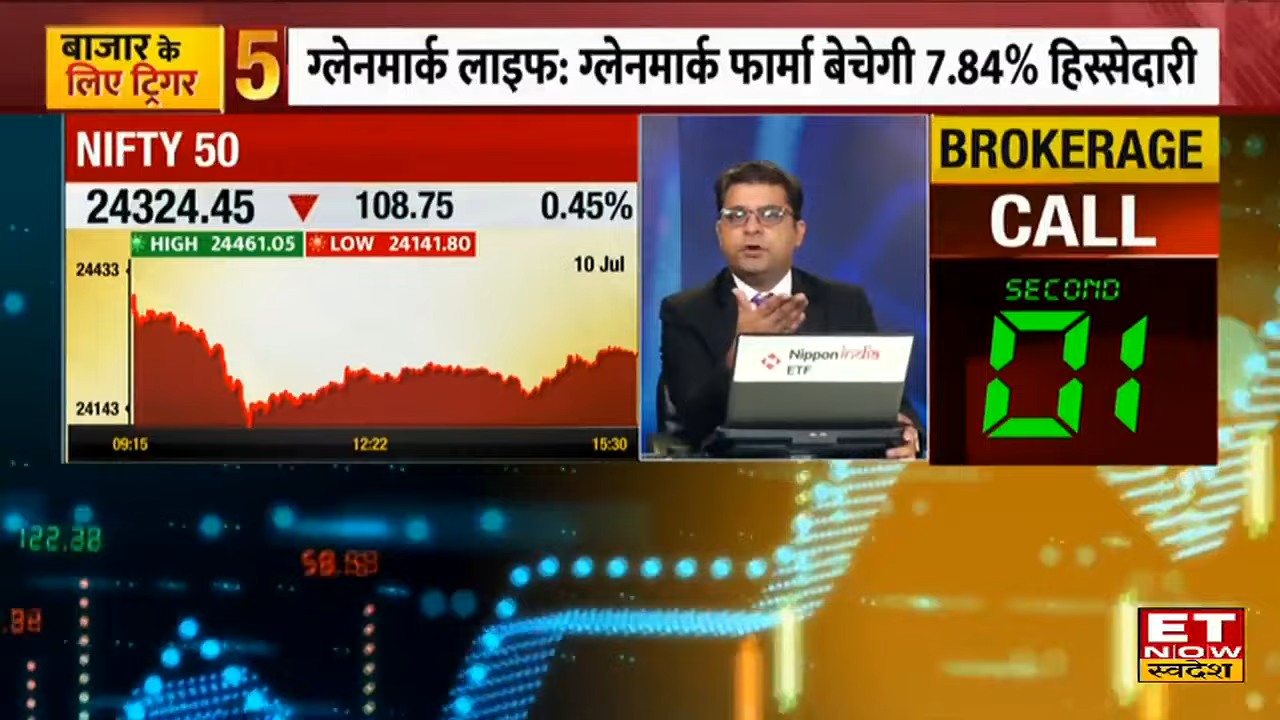 बाजार के
लिए ट्रिगर
5
ग्लेनमार्क लाइफ: ग्लेनमार्क फार्मा बेचेगी 7.84% हिस्सेदारी
NIFTY 50
24324.45 ▼ 108.75 0.45%
HIGH 24461.05 LOW 24141.80
10 Jul
24433
24143
09:15 12:22 15:30
Nippon india
ETF
BROKERAGE
CALL
SECOND
01
122.38
ET
NOW
स्वदेश